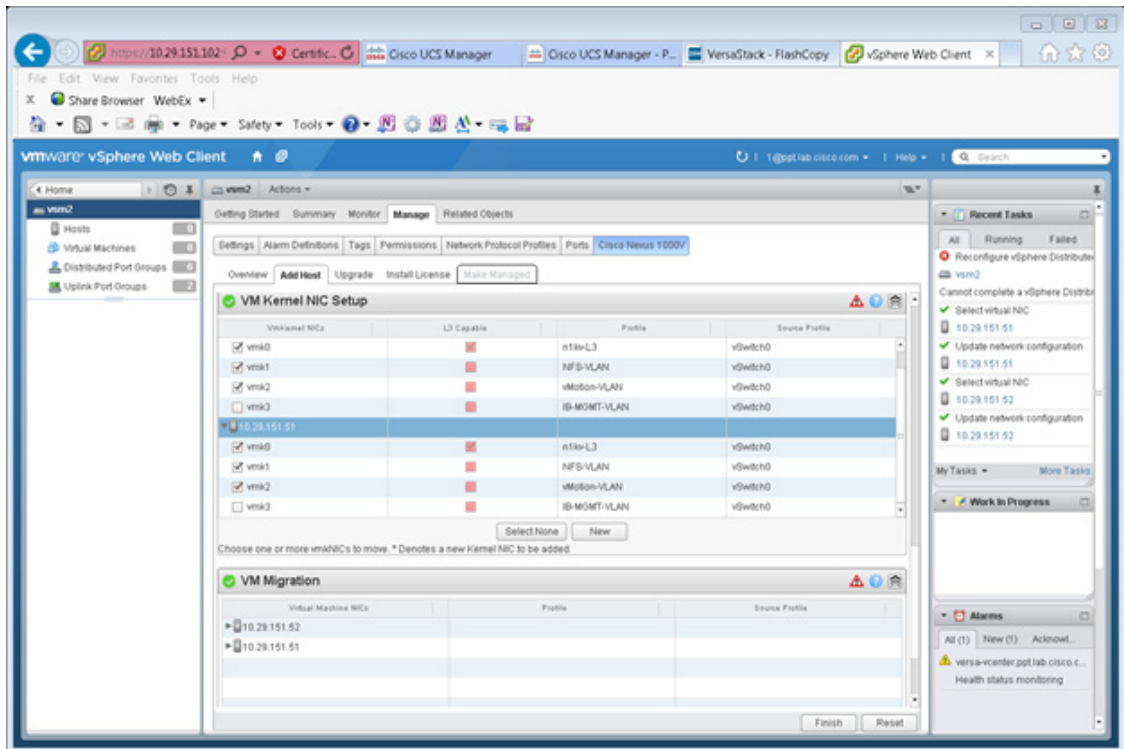 https://10.29.151.102: Certific... Cisco UCS Manager Cisco UCS Manager - P... VersaStack - FlashCopy vSphere Web Client
File Edit View Favorites Tools Help
x Share Browser WebEx
Page Safety Tools
vmware vSphere Web Client 1@ppt.lab.cisco.com Help Search
Home vsm2 Actions
vsm2
Hosts 0
Virtual Machines 0
Distributed Port Groups 6
Uplink Port Groups 2
Getting Started Summary Monitor Manage Related Objects
Settings Alarm Definitions Tags Permissions Network Protocol Profiles Ports Cisco Nexus 1000V
Overview Add Host Upgrade Install License Make Managed
VM Kernel NIC Setup
VmKernel NICs L3 Capable Profile Source Profile
vmk0 n1kv-L3 vSwitch0
vmk1 NFS-VLAN vSwitch0
vmk2 vMotion-VLAN vSwitch0
vmk3 IB-MGMT-VLAN vSwitch0
10.29.151.51
vmk0 n1kv-L3 vSwitch0
vmk1 NFS-VLAN vSwitch0
vmk2 vMotion-VLAN vSwitch0
vmk3 IB-MGMT-VLAN vSwitch0
Select None New
Choose one or more vmkNICs to move. * Denotes a new Kernel NIC to be added.
VM Migration
Virtual Machine NICs Profile Source Profile
10.29.151.52
10.29.151.51
Finish Reset
Recent Tasks
All Running Failed
Reconfigure vSphere Distribute
vsm2
Cannot complete a vSphere Distrib
Select virtual NIC
10.29.151.51
Update network configuration
10.29.151.51
Select virtual NIC
10.29.151.52
Update network configuration
10.29.151.52
My Tasks More Tasks
Work In Progress
Alarms
All (1) New (1) Acknowl...
versa-vcenter.ppt.lab.cisco.c...
Health status monitoring